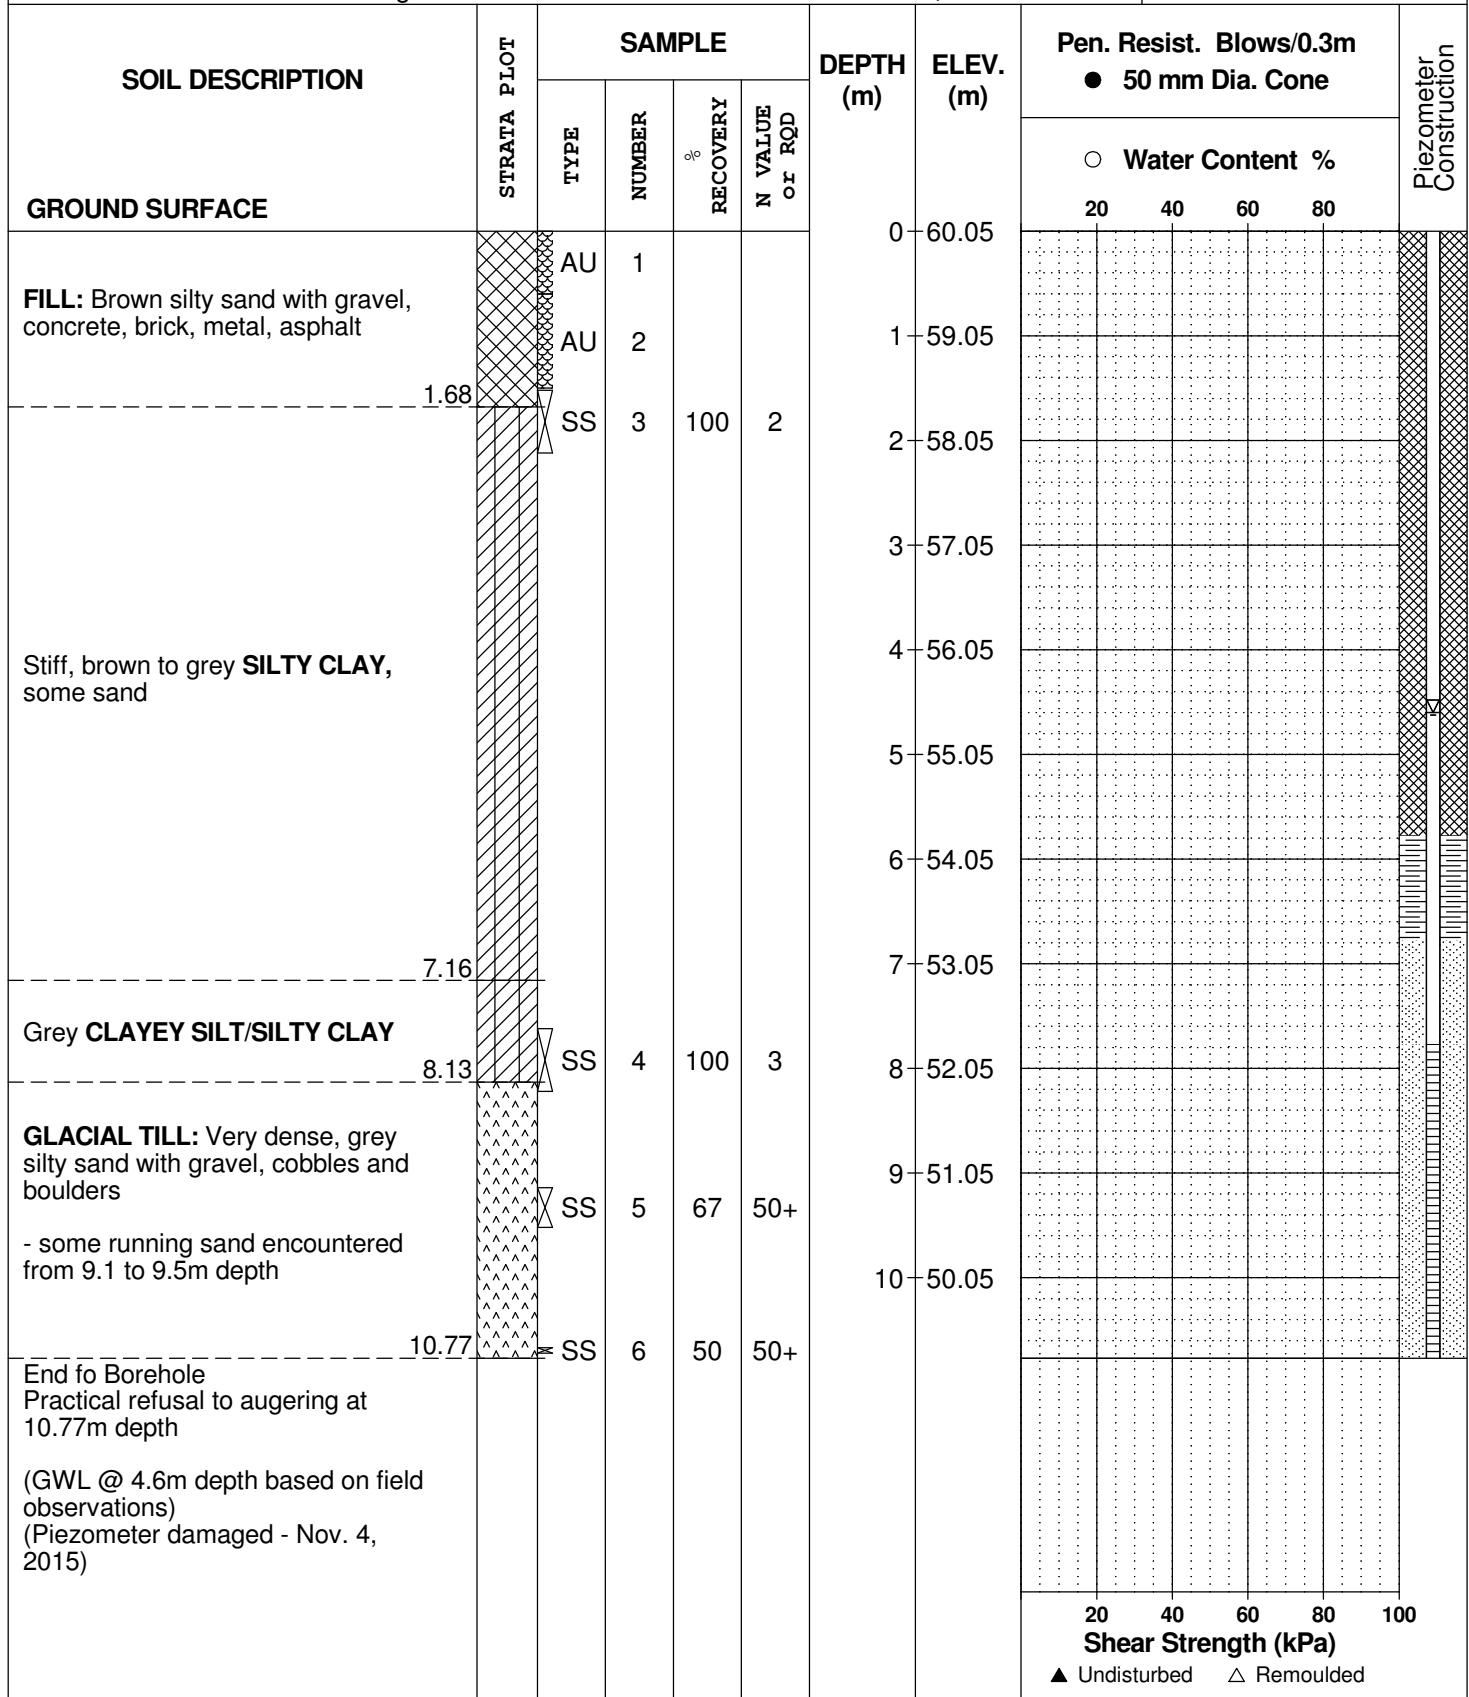 SOIL DESCRIPTION
GROUND SURFACE
STRATA PLOT
SAMPLE
TYPE
NUMBER
% RECOVERY
N VALUE or RQD
DEPTH (m)
ELEV. (m)
Pen. Resist. Blows/0.3m
● 50 mm Dia. Cone
○ Water Content %
20 40 60 80
Piezometer Construction
0 60.05
AU 1
FILL: Brown silty sand with gravel,
concrete, brick, metal, asphalt
AU 2
1 59.05
1.68
SS 3 100 2
2 58.05
3 57.05
4 56.05
Stiff, brown to grey SILTY CLAY,
some sand
5 55.05
6 54.05
7 53.05
7.16
Grey CLAYEY SILT/SILTY CLAY
SS 4 100 3
8.13
8 52.05
GLACIAL TILL: Very dense, grey
silty sand with gravel, cobbles and
boulders
9 51.05
SS 5 67 50+
- some running sand encountered
from 9.1 to 9.5m depth
10 50.05
10.77
SS 6 50 50+
End fo Borehole
Practical refusal to augering at
10.77m depth
(GWL @ 4.6m depth based on field
observations)
(Piezometer damaged - Nov. 4,
2015)
20 40 60 80 100
Shear Strength (kPa)
▲ Undisturbed △ Remoulded